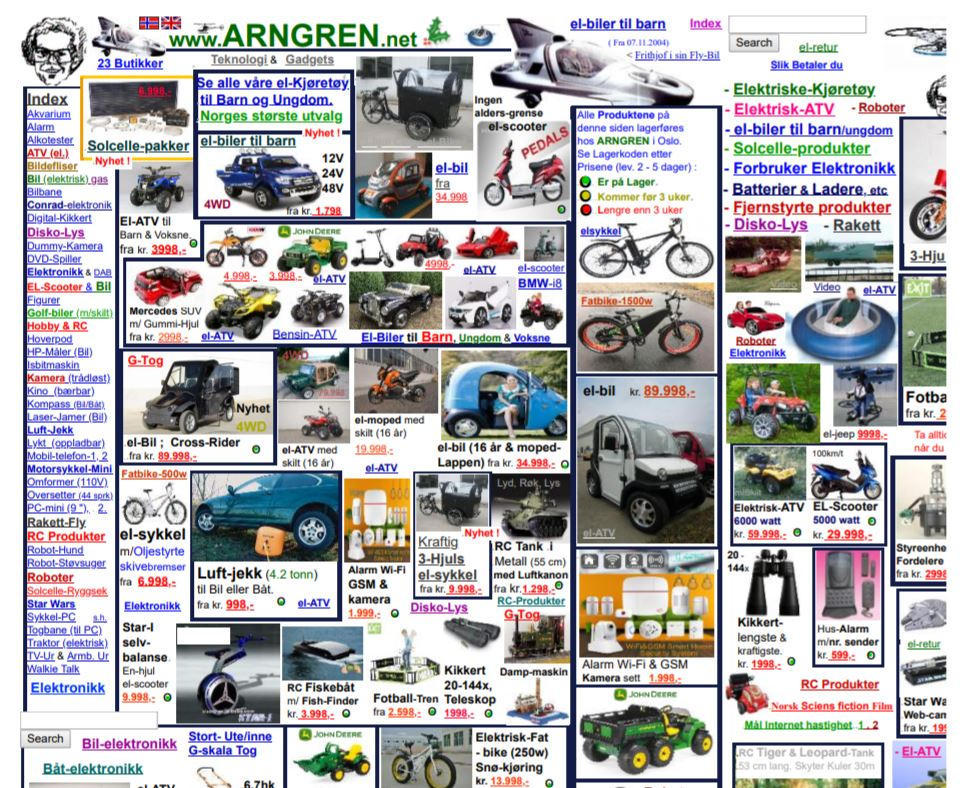 www.ARNGREN.net
23 Butikker
Teknologi & Gadgets
el-biler til barn
Index
( Fra 07.11.2004)
< Frithjof i sin Fly-Bil
Search
el-retur
Slik Betaler du
Index
Akvarium
Alarm
Alkotester
ATV (el.)
Bildefliser
Bil (elektrisk) gas
Bilbane
Conrad-elektronik
Digital-Kikkert
Disko-Lys
Dummy-Kamera
DVD-Spiller
Elektronikk & DAB
EL-Scooter & Bil
Figurer
Golf-biler (m/skilt)
Hobby & RC
Hoverpod
HP-Måler (Bil)
Isbitmaskin
Kamera (trådløst)
Kino (bærbar)
Kompass (Bil/Båt)
Laser-Jamer (Bil)
Luft-Jekk
Lykt (oppladbar)
Mobil-telefon-1, 2
Motorsykkel-Mini
Omformer (110V)
Oversetter (44 sprk)
PC-mini (9 "), 2.
Rakett-Fly
RC Produkter
Robot-Hund
Robot-Støvsuger
Roboter
Solcelle-Ryggsek
Star Wars
Sykkel-PC s.h.
Togbane (til PC)
Traktor (elektrisk)
TV-Ur & Armb. Ur
Walkie Talk
Elektronikk
Search
Bil-elektronikk
Båt-elektronikk
6.998,-
Solcelle-pakker
Nyhet !
Se alle våre el-Kjøretøy
til Barn og Ungdom.
Norges største utvalg
Nyhet !
el-biler til barn
12V
24V
48V
4WD
fra kr. 1.798
el-bil
fra
34.998
Ingen
alders-grense
el-scooter
PEDALS
Alle Produktene på
denne siden lagerføres
hos ARNGREN i Oslo.
Se Lagerkoden etter
Prisene (lev. 2 - 5 dager) :
Er på Lager.
Kommer før 3 uker.
Lengre enn 3 uker
elsykkel
- Elektriske-Kjøretøy
- Elektrisk-ATV
- Roboter
- el-biler til barn/ungdom
- Solcelle-produkter
- Forbruker Elektronikk
- Batterier & Ladere, etc
- Fjernstyrte produkter
- Disko-Lys - Rakett
3-Hju
El-ATV til
Barn & Voksne.
fra kr. 3998,-
4.998,-
JOHN DEERE
3.998,-
el-ATV
4998,-
el-ATV
el-scooter
Mercedes SUV
m/ Gummi-Hjul
fra kr. 2998,-
el-ATV
Bensin-ATV
El-Biler til Barn, Ungdom & Voksne
BMW-i8
Fatbike-1500w
Video
el-ATV
Roboter
Elektronikk
EXIT
G-Tog
Nyhet
4WD
el-Bil ; Cross-Rider
fra kr. 89.998,-
4WD
79.998
el-ATV med
skilt (16 år)
el-moped med
skilt (16 år)
19.998,-
el-ATV
el-bil (16 år & moped-
Lappen) fra kr. 34.998,-
el-bil kr. 89.998,-
el-ATV
el-jeep 9998,-
Fotba
fra kr. 2
Ta allti
når du
Fatbike-500w
el-sykkel
m/Oljestyrte
skivebremser
fra 6.998,-
Elektronikk
Luft-jekk (4.2 tonn)
til Bil eller Båt.
fra kr. 998,-
el-ATV
Alarm Wi-Fi
GSM &
kamera
1.999,-
Kraftig
3-Hjuls
el-sykkel
fra kr. 9.998,-
Disko-Lys
Nyhet !
Lyd, Røk, Lys
RC Tank i
Metall (55 cm)
med Luftkanon
fra kr.1.298,-
RC-Produkter
G-Tog
WiFi&GSM Smart Home
Security System
Alarm Wi-Fi & GSM
Kamera sett 1.998,-
m/Skilt
Elektrisk-ATV
6000 watt
kr. 59.998,-
100km/t
EL-Scooter
5000 watt
kr. 29.998,-
Styreenhe
Fordelere
fra kr. 2998
20 -
144x
Kikkert-
lengste &
kraftigste.
kr. 1998,-
Hus-Alarm
m/nr. sender
kr. 599,-
el-retur
Star Wa
Web-cam
fra kr. 199
Star-I
selv-
balanse.
En-hjul
el-scooter
9.998,-
STAR-1
RC Fiskebåt
m/ Fish-Finder
kr. 3.998,-
EXIT
Fotball-Tren
fra 2.598,-
Kikkert
20-144x,
Teleskop
1998,-
Damp-maskin
RC Produkter
Norsk Sciens fiction Film
Mål Internet hastighet 1 , 2
Stort- Ute/inne
G-skala Tog
el-ATV
6.7hk
JOHN DEERE
Elektrisk-Fat
- bike (250w)
Snø-kjøring
kr. 13.998,-
JOHN DEERE
RC Tiger & Leopard-Tank
53 cm lang. Skyter Kuler 30m
- El-ATV